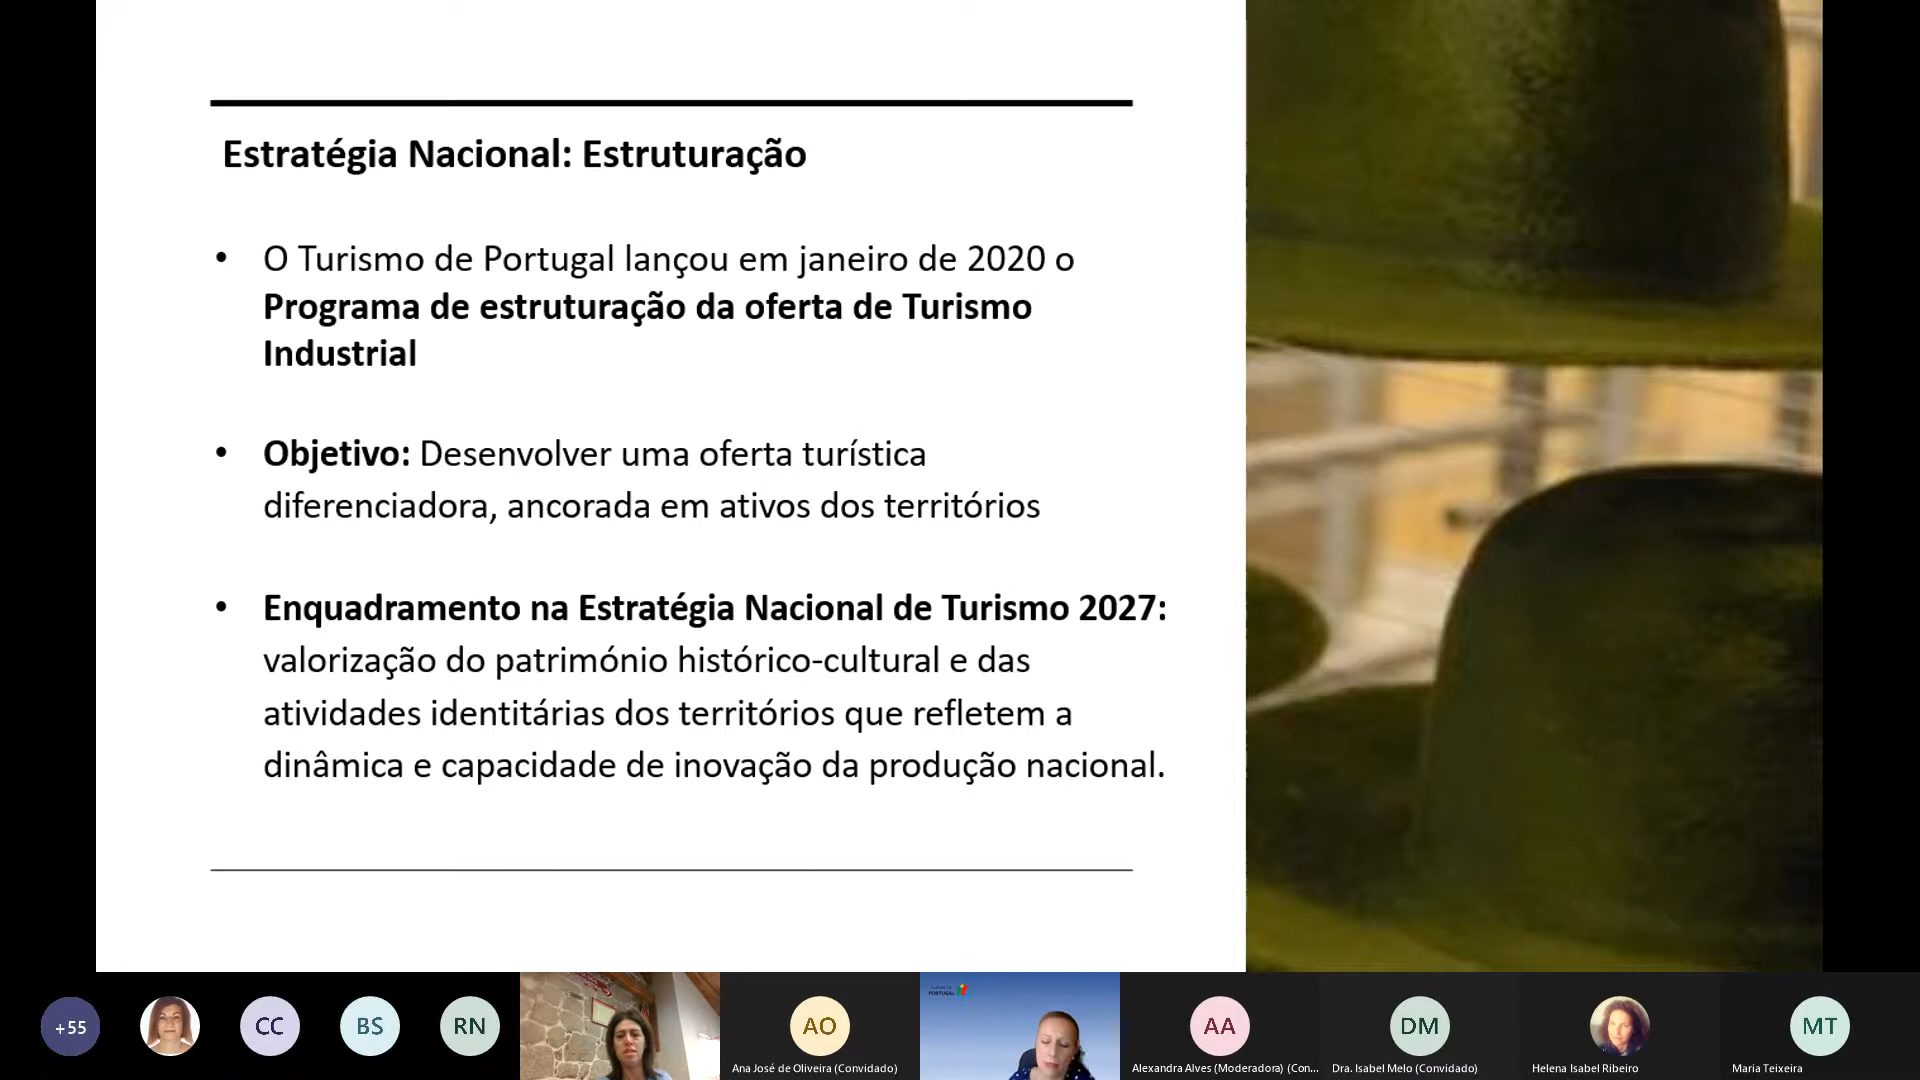 Estratégia Nacional: Estruturação
• O Turismo de Portugal lançou em janeiro de 2020 o
Programa de estruturação da oferta de Turismo
Industrial
• Objetivo: Desenvolver uma oferta turística
diferenciadora, ancorada em ativos dos territórios
• Enquadramento na Estratégia Nacional de Turismo 2027:
valorização do património histórico-cultural e das
atividades identitárias dos territórios que refletem a
dinâmica e capacidade de inovação da produção nacional.
+55
CC
BS
RN
AO
Ana José de Oliveira (Convidado)
PORTUGAL
AA
Alexandra Alves (Moderadora) (Con...
DM
Dra. Isabel Melo (Convidado)
Helena Isabel Ribeiro
MT
Maria Teixeira